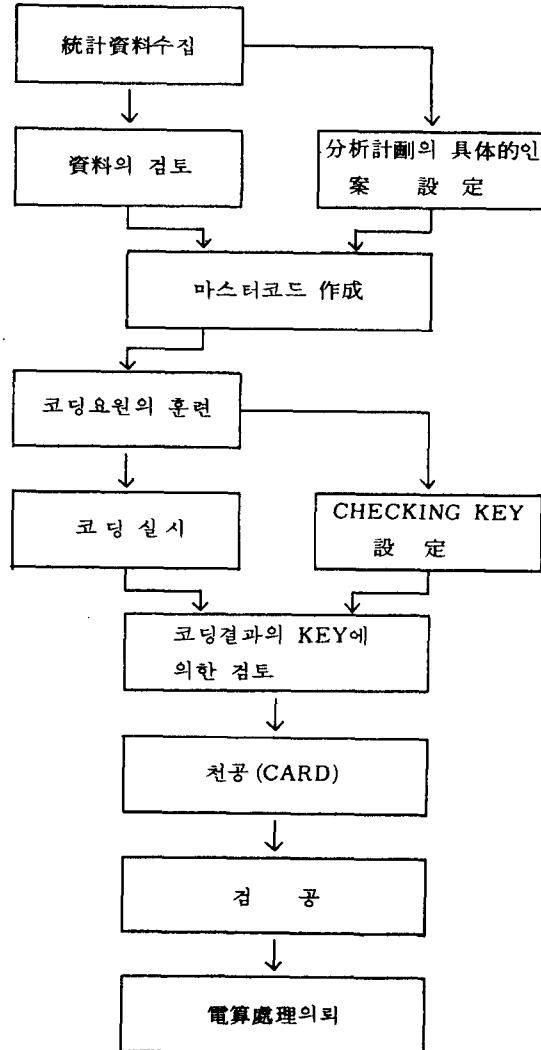 統計資料수집
資料의 검토
分析計劃의 具体的인
案 設 定
마스터코드 作成
코딩요원의 훈련
코딩실시
CHECKING KEY
設 定
코딩결과의 KEY에
의한 검토
천공(CARD)
검 공
電算處理의뢰